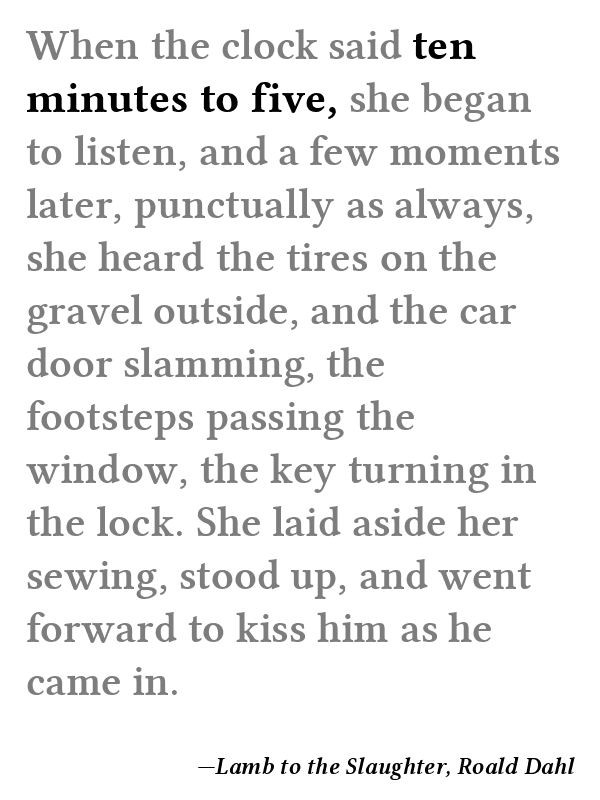 When the clock said ten
minutes to five, she began
to listen, and a few moments
later, punctually as always,
she heard the tires on the
gravel outside, and the car
door slamming, the
footsteps passing the
window, the key turning in
the lock. She laid aside her
sewing, stood up, and went
forward to kiss him as he
came in.
—Lamb to the Slaughter, Roald Dahl